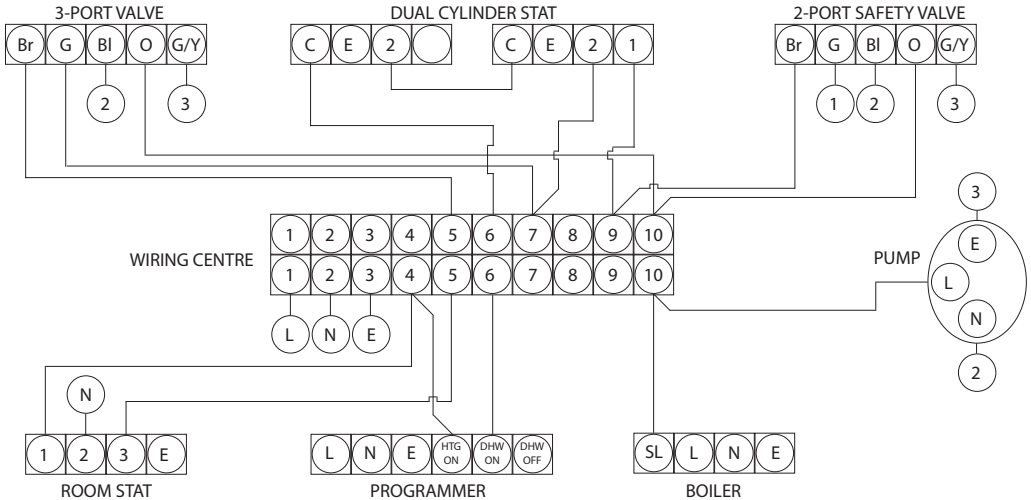 3-PORT VALVE DUAL CYLINDER STAT 2-PORT SAFETY VALVE
Br G Bl O G/Y C E 2 C E 2 1 Br G Bl O G/Y
2 3 1 2 3
3
1 2 3 4 5 6 7 8 9 10
E
WIRING CENTRE
PUMP
1 2 3 4 5 6 7 8 9 10
L
L N E
N
2
N
1 2 3 E L N E HTG ON DHW ON DHW OFF SL L N E
ROOM STAT PROGRAMMER BOILER